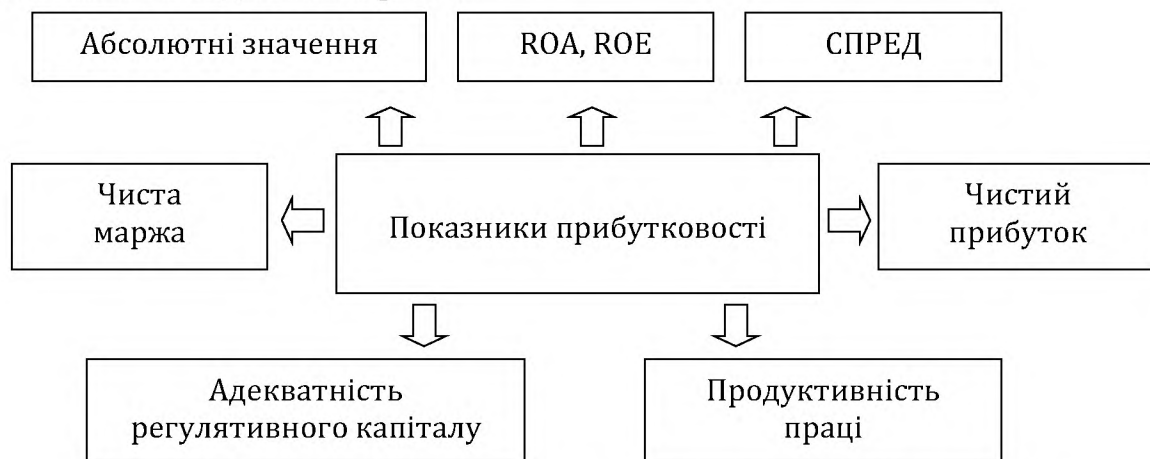 Абсолютні значення
ROA, ROE
СПРЕД
Чиста
маржа
Показники прибутковості
Чистий
прибуток
Адекватність
регулятивного капіталу
Продуктивність
праці